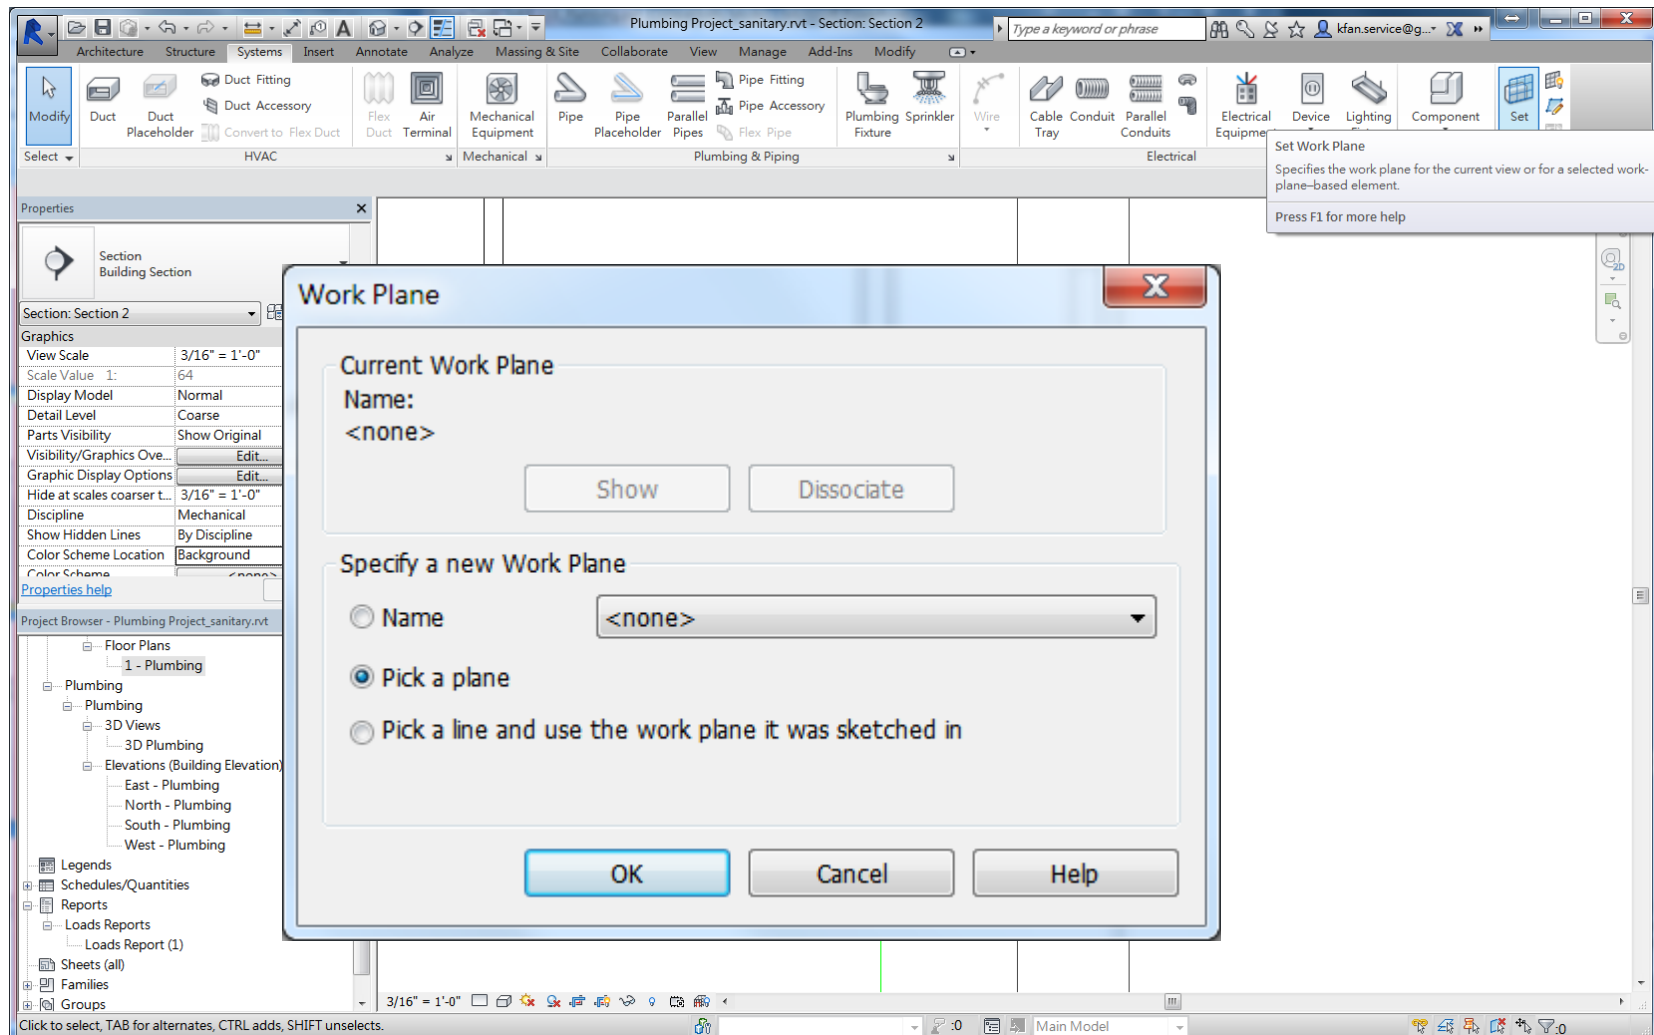 Plumbing Project_sanitary.rvt - Section: Section 2
Type a keyword or phrase
kfan.service@g...
Architecture Structure Systems Insert Annotate Analyze Massing & Site Collaborate View Manage Add-Ins Modify
Modify
Duct
Duct Placeholder
Duct Fitting
Duct Accessory
Convert to Flex Duct
Flex Duct
Air Terminal
Mechanical Equipment
Pipe
Pipe Placeholder
Parallel Pipes
Pipe Fitting
Pipe Accessory
Flex Pipe
Plumbing Fixture
Sprinkler
Wire
Cable Tray
Conduit
Parallel Conduits
Electrical Equipme
Device
Lighting
Component
Set
Select HVAC Mechanical Plumbing & Piping Electrical
Set Work Plane
Specifies the work plane for the current view or for a selected work-
plane–based element.
Press F1 for more help
Properties
Section
Building Section
Section: Section 2
Graphics
View Scale 3/16" = 1'-0"
Scale Value 1: 64
Display Model Normal
Detail Level Coarse
Parts Visibility Show Original
Visibility/Graphics Ove... Edit...
Graphic Display Options Edit...
Hide at scales coarser t... 3/16" = 1'-0"
Discipline Mechanical
Show Hidden Lines By Discipline
Color Scheme Location Background
Color Scheme <none>
Properties help
Project Browser - Plumbing Project_sanitary.rvt
Floor Plans
1 - Plumbing
Plumbing
Plumbing
3D Views
3D Plumbing
Elevations (Building Elevation)
East - Plumbing
North - Plumbing
South - Plumbing
West - Plumbing
Legends
Schedules/Quantities
Reports
Loads Reports
Loads Report (1)
Sheets (all)
Families
Groups
Work Plane
Current Work Plane
Name:
<none>
Show Dissociate
Specify a new Work Plane
Name <none>
Pick a plane
Pick a line and use the work plane it was sketched in
OK Cancel Help
2D
3/16" = 1'-0"
Click to select, TAB for alternates, CTRL adds, SHIFT unselects.
:0
Main Model
:0